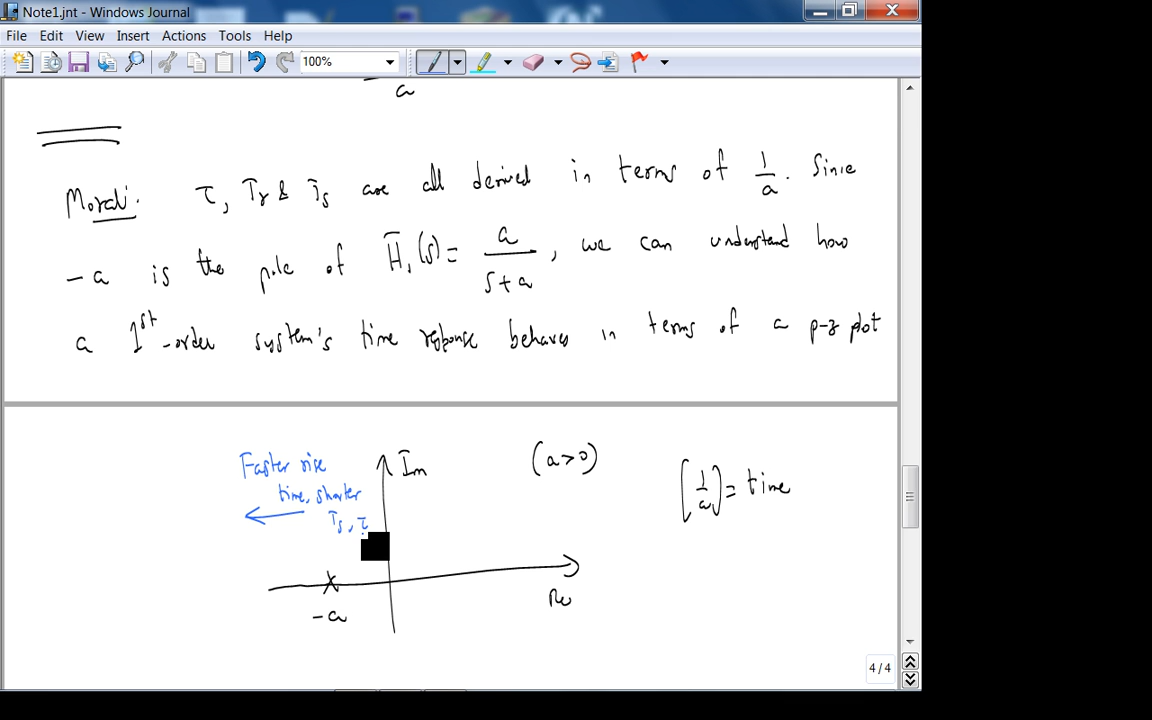 Note1.jnt - Windows Journal
File Edit View Insert Actions Tools Help
100%
a
Moral: τ, Tr & Ts are all derived in terms of 1/a. Since
-a is the pole of H1(s) = a/(s+a), we can understand how
a 1st-order system's time response behaves in terms of a p-z plot
Faster rise
time, shorter
Ts, τ
Im
(a>0)
[1/a] = time
-a
Re
4 / 4